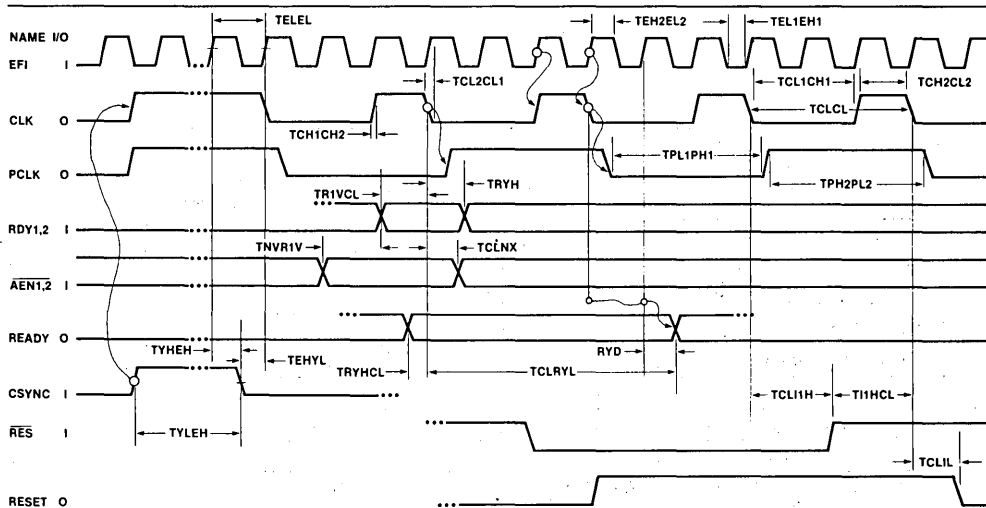 TELEL
TEH2EL2
TEL1EH1
NAME I/O
EFI I
TCL2CL1
TCL1CH1
TCH2CL2
CLK O
TCH1CH2
TCLCL
PCLK O
TPL1PH1
TPH2PL2
TR1VCL
TRYH
RDY1,2 I
TNVR1V
TCLNX
AEN1,2 I
READY O
TYHEH
TEHYL
TRYHCL
TCLRYL
RYD
CSYNC I
TCLI1H
TI1HCL
TYLEH
RES I
TCLIL
RESET O